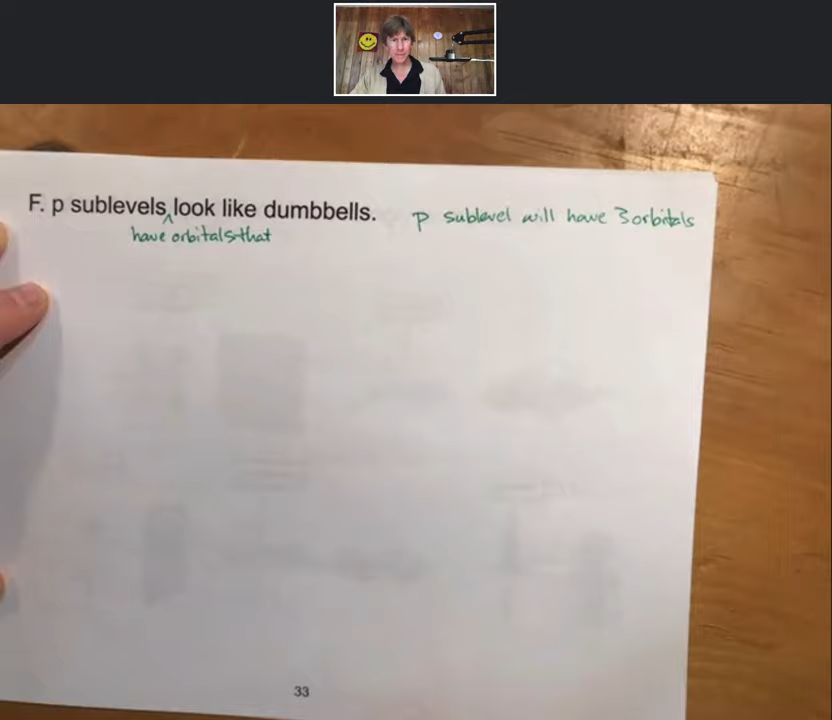 F. p sublevels look like dumbbells. p sublevel will have 3 orbitals
^ have orbitals that
33